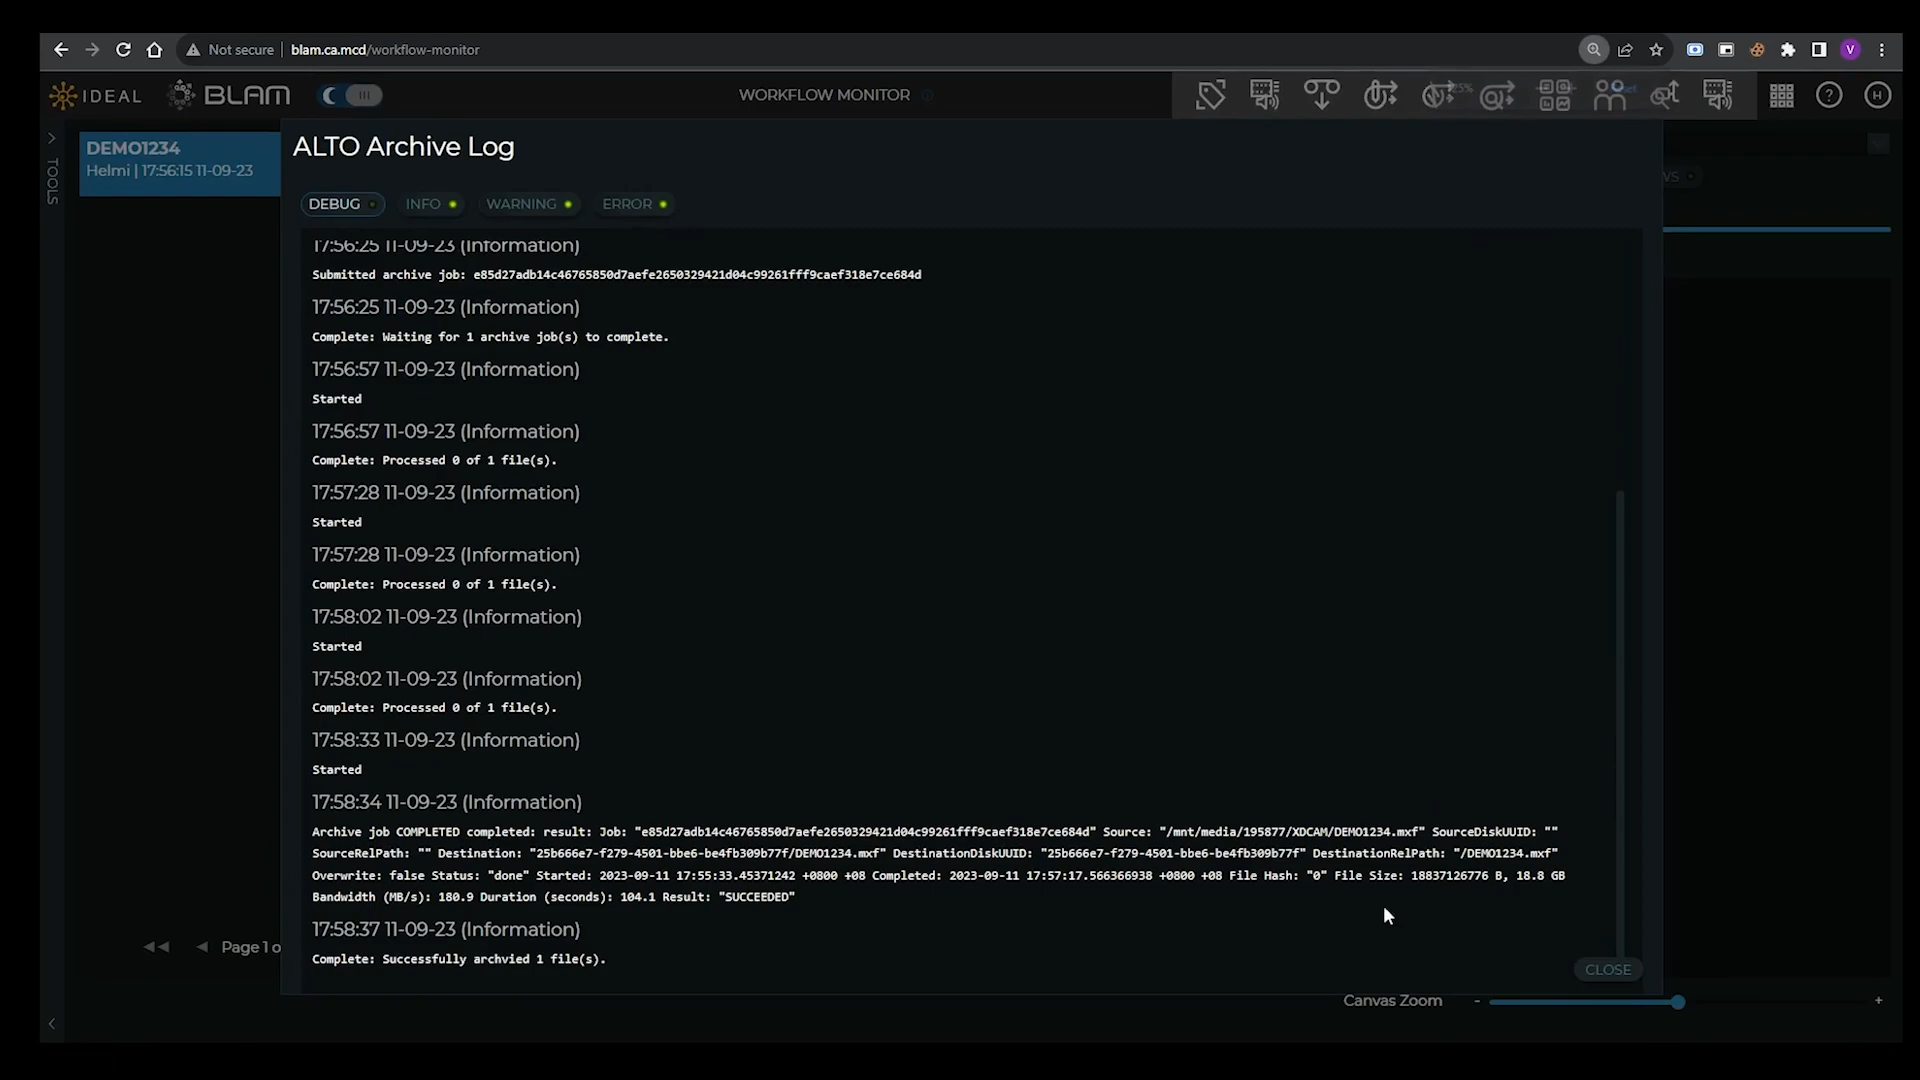 Not secure
blam.ca.mcd/workflow-monitor
V
IDEAL
BLAM
WORKFLOW MONITOR
?
H
DEMO1234
Helmi | 17:56:15 11-09-23
TOOLS
ALTO Archive Log
DEBUG
INFO
WARNING
ERROR
17:56:25 11-09-23 (Information)
Submitted archive job: e85d27adb14c46765850d7aefe2650329421d04c99261fff9caef318e7ce684d
17:56:25 11-09-23 (Information)
Complete: Waiting for 1 archive job(s) to complete.
17:56:57 11-09-23 (Information)
Started
17:56:57 11-09-23 (Information)
Complete: Processed 0 of 1 file(s).
17:57:28 11-09-23 (Information)
Started
17:57:28 11-09-23 (Information)
Complete: Processed 0 of 1 file(s).
17:58:02 11-09-23 (Information)
Started
17:58:02 11-09-23 (Information)
Complete: Processed 0 of 1 file(s).
17:58:33 11-09-23 (Information)
Started
17:58:34 11-09-23 (Information)
Archive job COMPLETED completed: result: Job: "e85d27adb14c46765850d7aefe2650329421d04c99261fff9caef318e7ce684d" Source: "/mnt/media/195877/XDCAM/DEMO1234.mxf" SourceDiskUUID: ""
SourceRelPath: "" Destination: "25b666e7-f279-4501-bbe6-be4fb309b77f/DEMO1234.mxf" DestinationDiskUUID: "25b666e7-f279-4501-bbe6-be4fb309b77f" DestinationRelPath: "/DEMO1234.mxf"
Overwrite: false Status: "done" Started: 2023-09-11 17:55:33.45371242 +0800 +08 Completed: 2023-09-11 17:57:17.566366938 +0800 +08 File Hash: "0" File Size: 18837126776 B, 18.8 GB
Bandwidth (MB/s): 180.9 Duration (seconds): 104.1 Result: "SUCCEEDED"
17:58:37 11-09-23 (Information)
Complete: Successfully archvied 1 file(s).
Page 1 o
CLOSE
Canvas Zoom
-
+